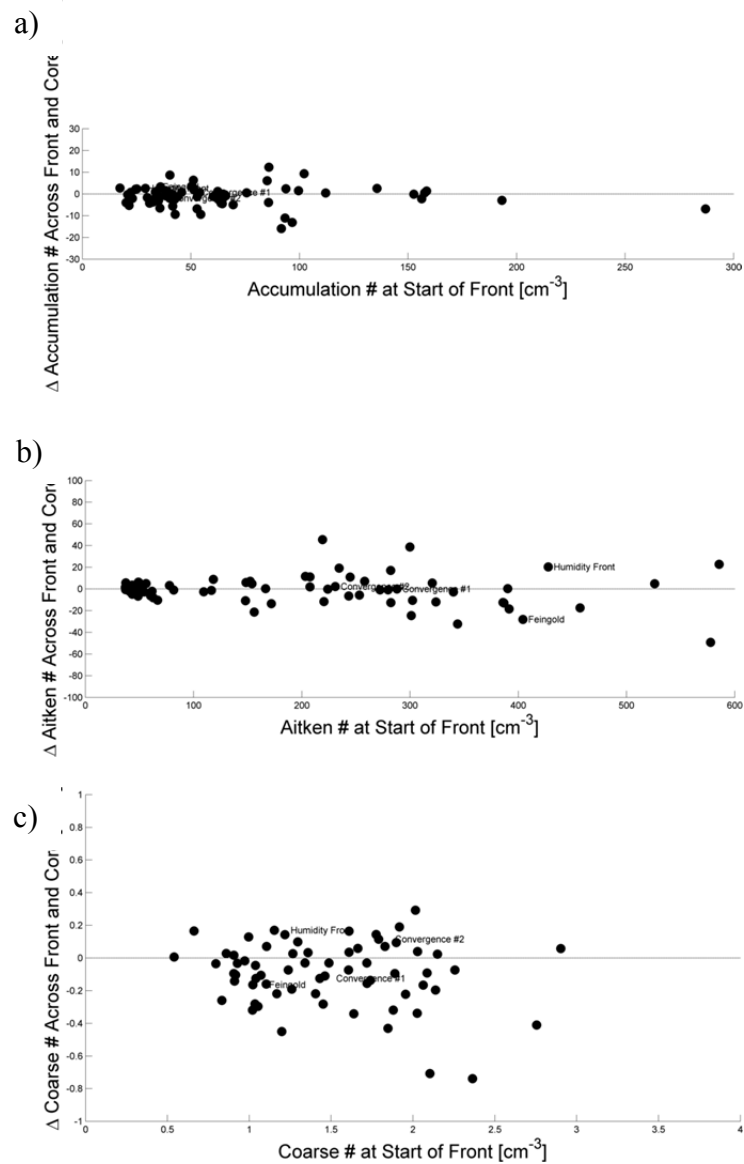 a)
Δ Accumulation # Across Front and Core
30
20
10
0
-10
-20
-30
Convergence #1
Convergence #2
0 50 100 150 200 250 300
Accumulation # at Start of Front [cm-3]
b)
Δ Aitken # Across Front and Core
100
80
60
40
20
0
-20
-40
-60
-80
-100
Humidity Front
Convergence #2
Convergence #1
Feingold
0 100 200 300 400 500 600
Aitken # at Start of Front [cm-3]
c)
Δ Coarse # Across Front and Core
1
0.8
0.6
0.4
0.2
0
-0.2
-0.4
-0.6
-0.8
-1
Humidity Front
Convergence #2
Convergence #1
Feingold
0 0.5 1 1.5 2 2.5 3 3.5 4
Coarse # at Start of Front [cm-3]